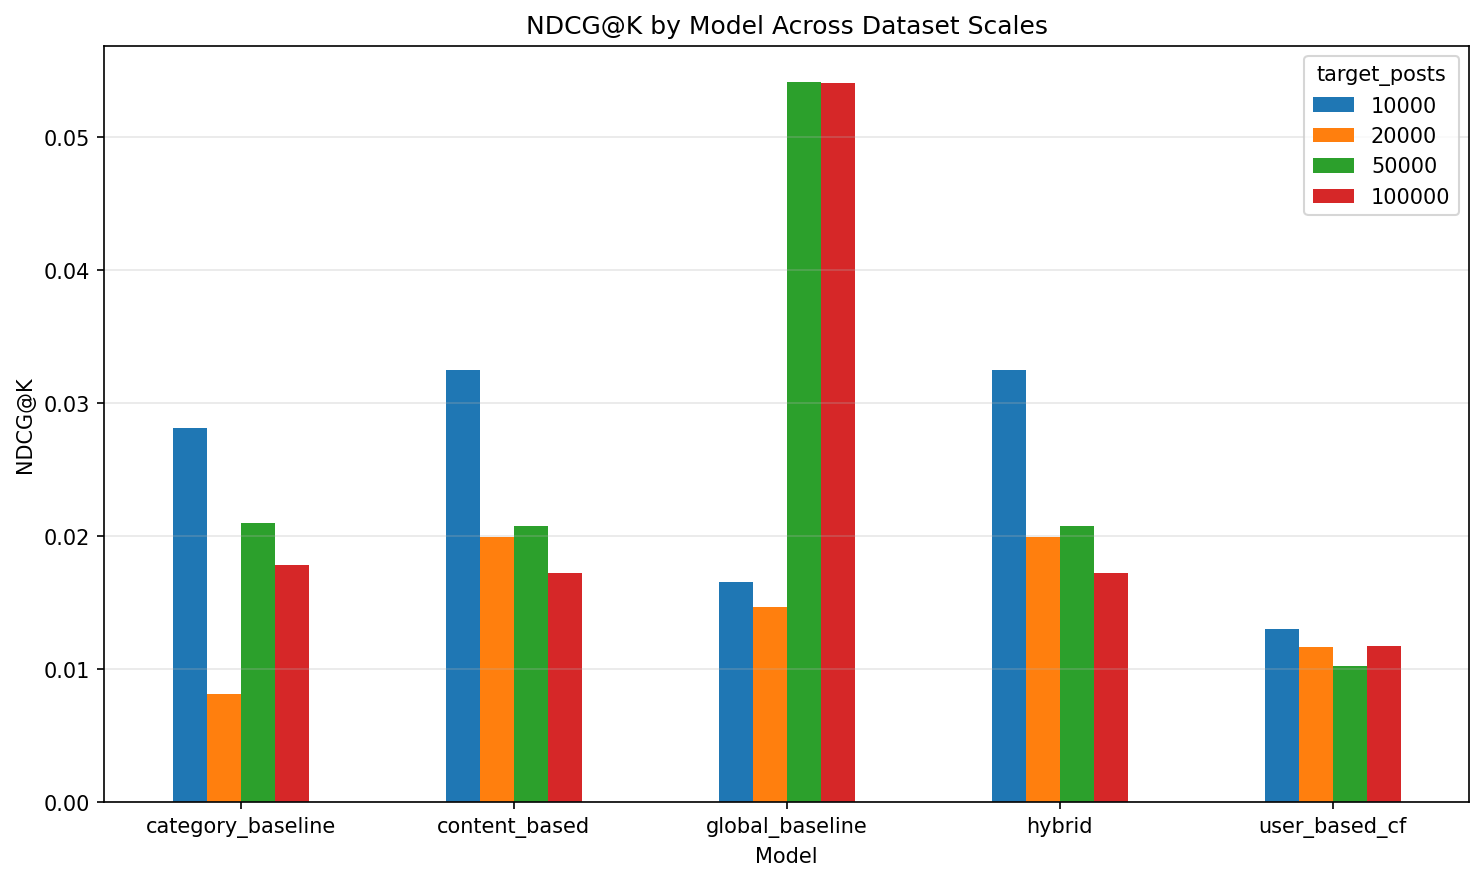 NDCG@K by Model Across Dataset Scales
target_posts
10000
20000
50000
100000
NDCG@K
0.05
0.04
0.03
0.02
0.01
0.00
category_baseline
content_based
global_baseline
hybrid
user_based_cf
Model